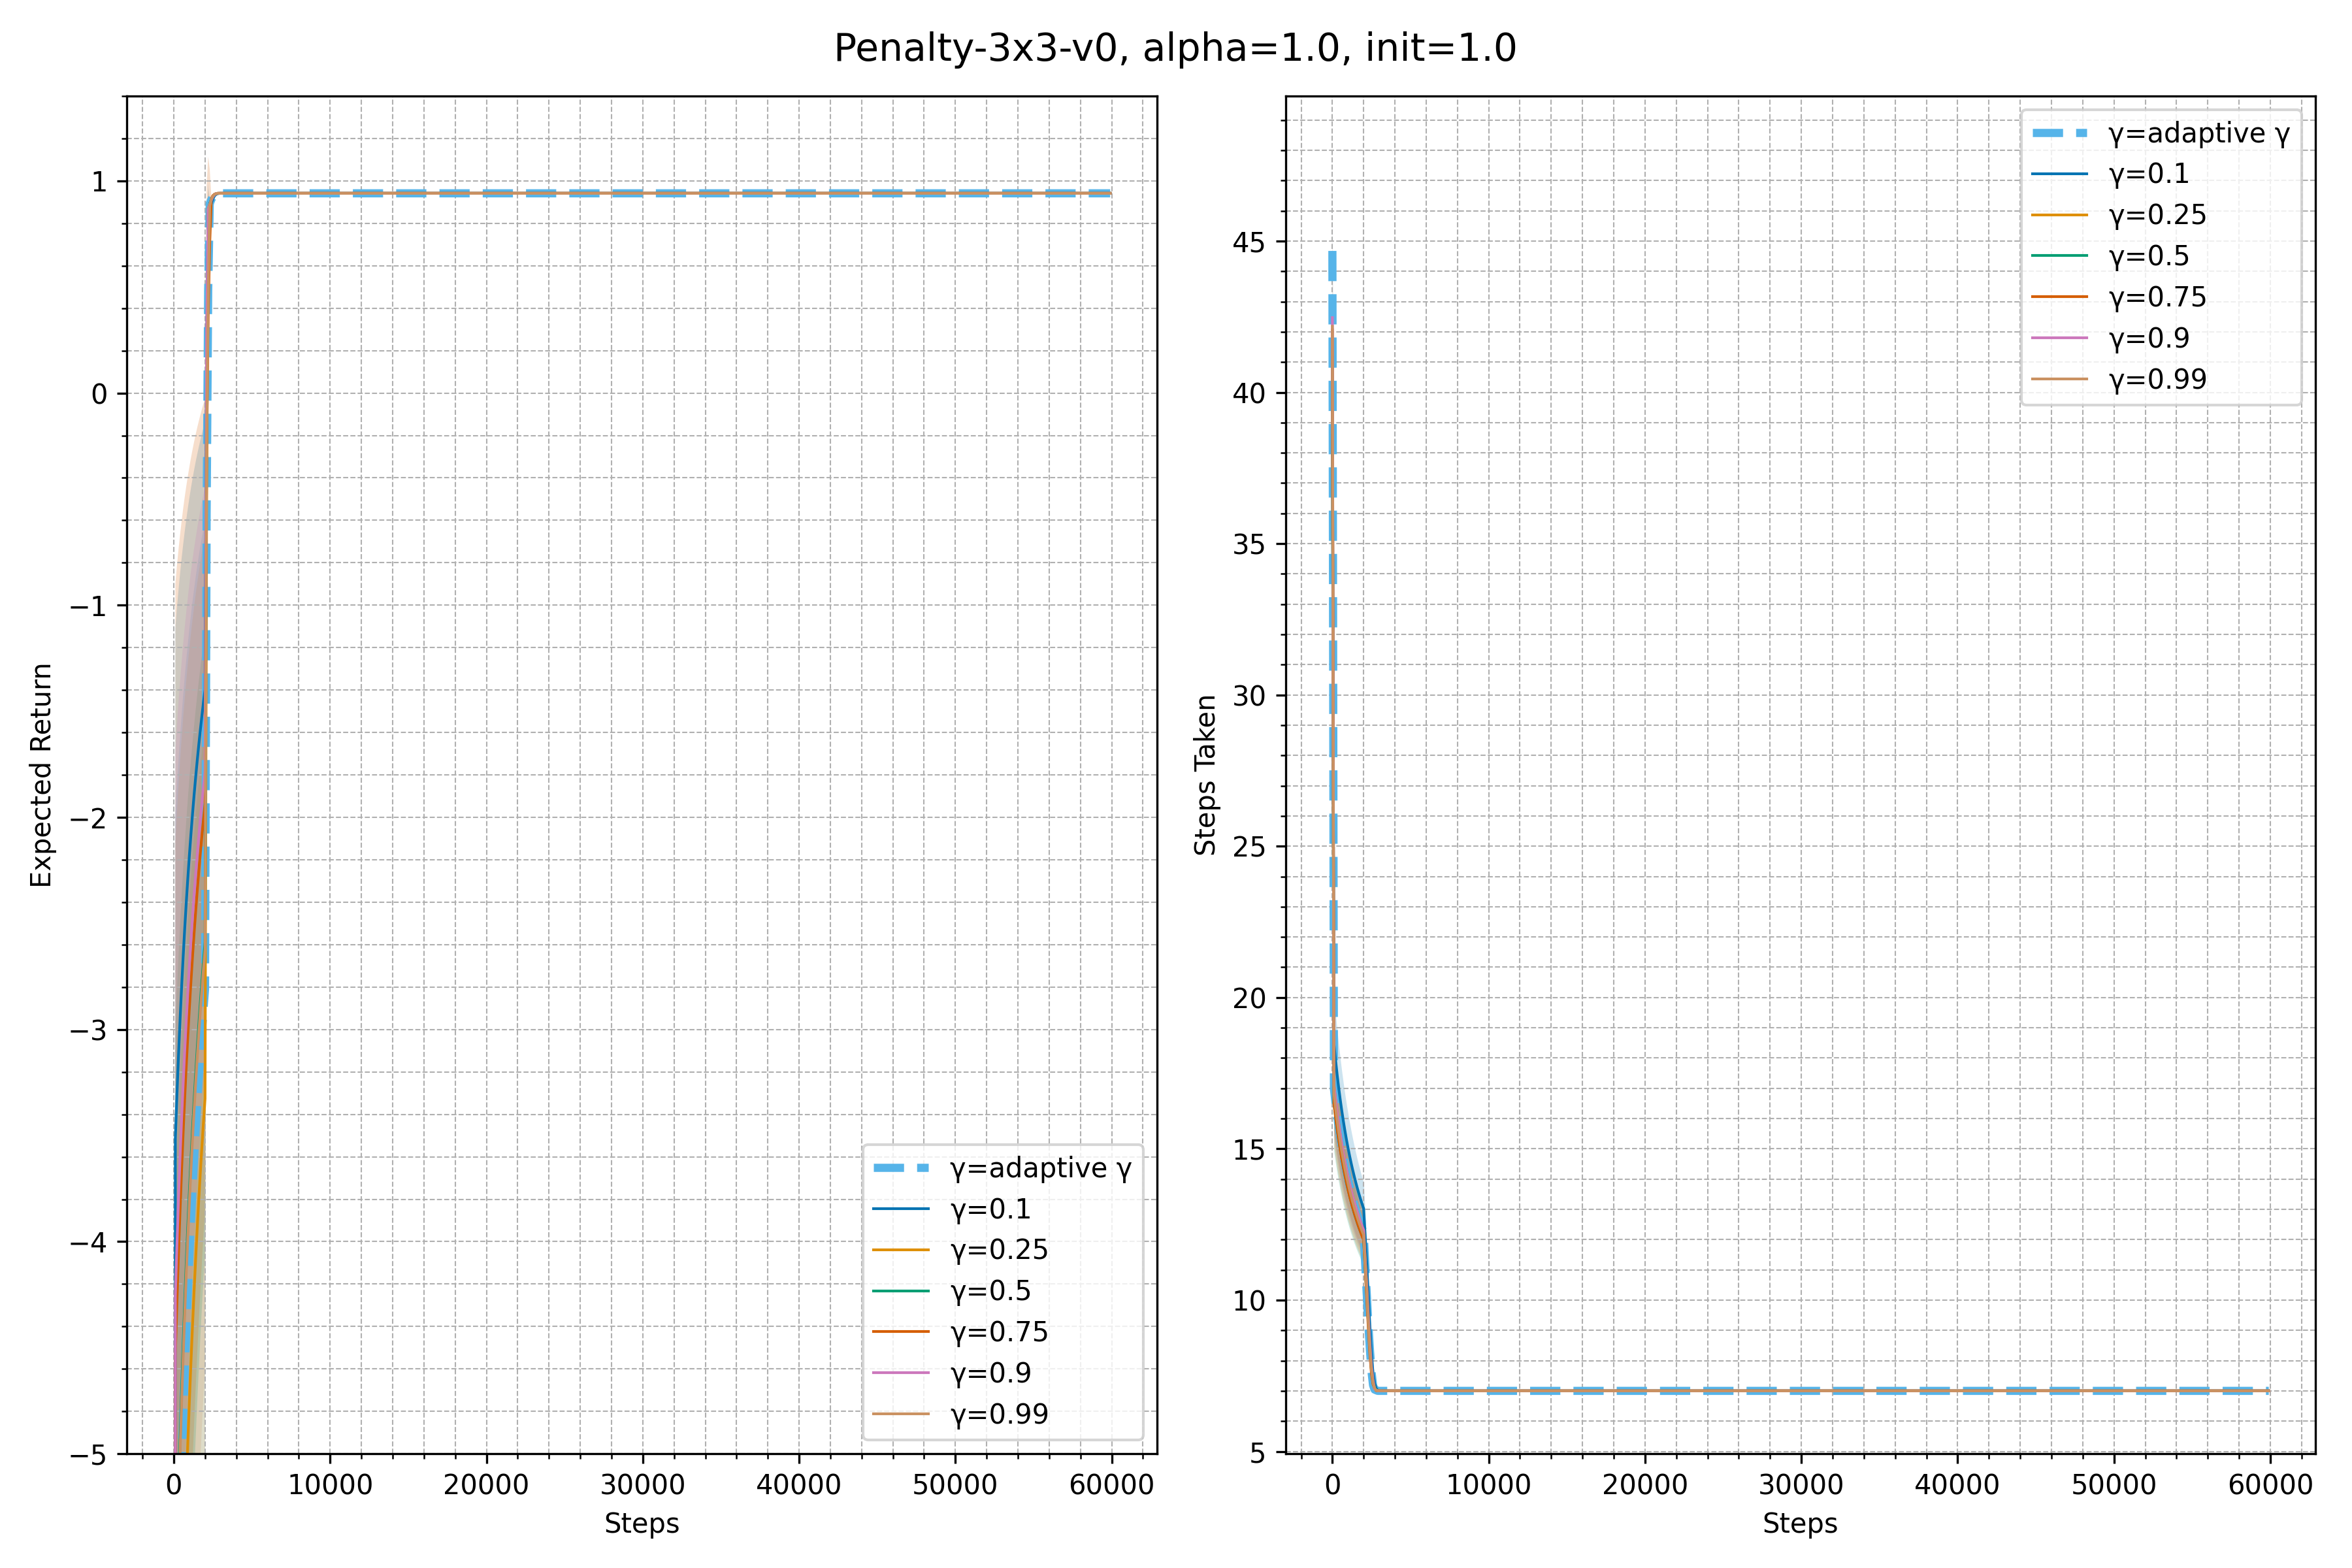 Penalty-3x3-v0, alpha=1.0, init=1.0
Expected Return
1
0
−1
−2
−3
−4
−5
0
10000
20000
30000
40000
50000
60000
Steps
γ=adaptive γ
γ=0.1
γ=0.25
γ=0.5
γ=0.75
γ=0.9
γ=0.99
Steps Taken
45
40
35
30
25
20
15
10
5
0
10000
20000
30000
40000
50000
60000
Steps
γ=adaptive γ
γ=0.1
γ=0.25
γ=0.5
γ=0.75
γ=0.9
γ=0.99